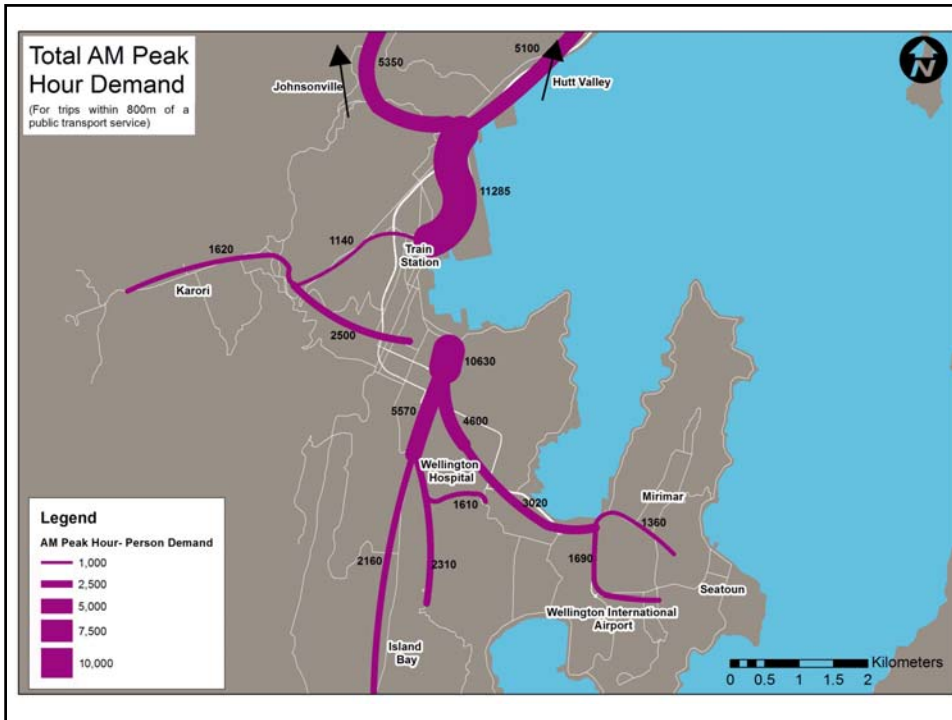 Total AM Peak
Hour Demand
(For trips within 800m of a
public transport service)
5350
5100
Johnsonville
Hutt Valley
N
11285
1140
1620
Train
Station
Karori
2500
10630
5570
4600
Wellington
Hospital
1610
3020
Mirimar
1360
2160
2310
1690
Seatoun
Wellington International
Airport
Island
Bay
Legend
AM Peak Hour- Person Demand
1,000
2,500
5,000
7,500
10,000
Kilometers
0 0.5 1 1.5 2